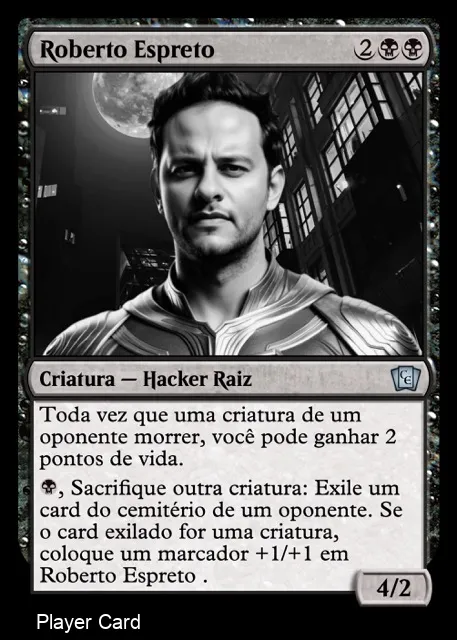 Roberto Espreto 2
Criatura — Hacker Raiz
Toda vez que uma criatura de um
oponente morrer, você pode ganhar 2
pontos de vida.
, Sacrifique outra criatura: Exile um
card do cemitério de um oponente. Se
o card exilado for uma criatura,
coloque um marcador +1/+1 em
Roberto Espreto .
4/2
Player Card